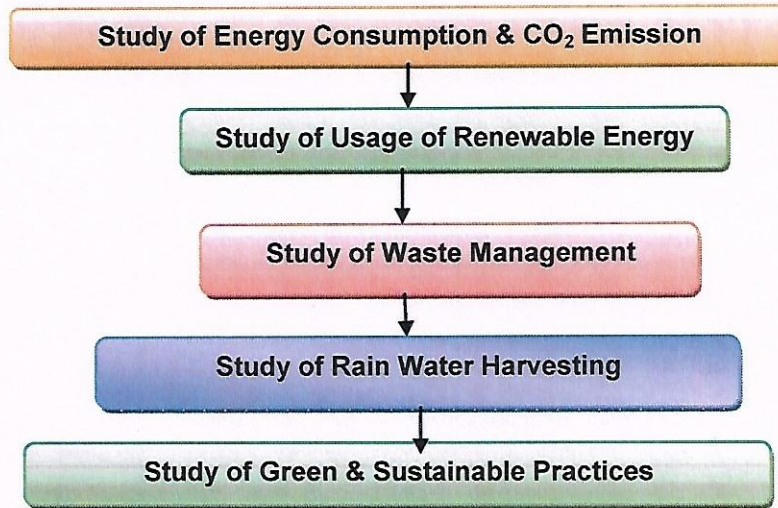 Study of Energy Consumption & CO₂ Emission
Study of Usage of Renewable Energy
Study of Waste Management
Study of Rain Water Harvesting
Study of Green & Sustainable Practices